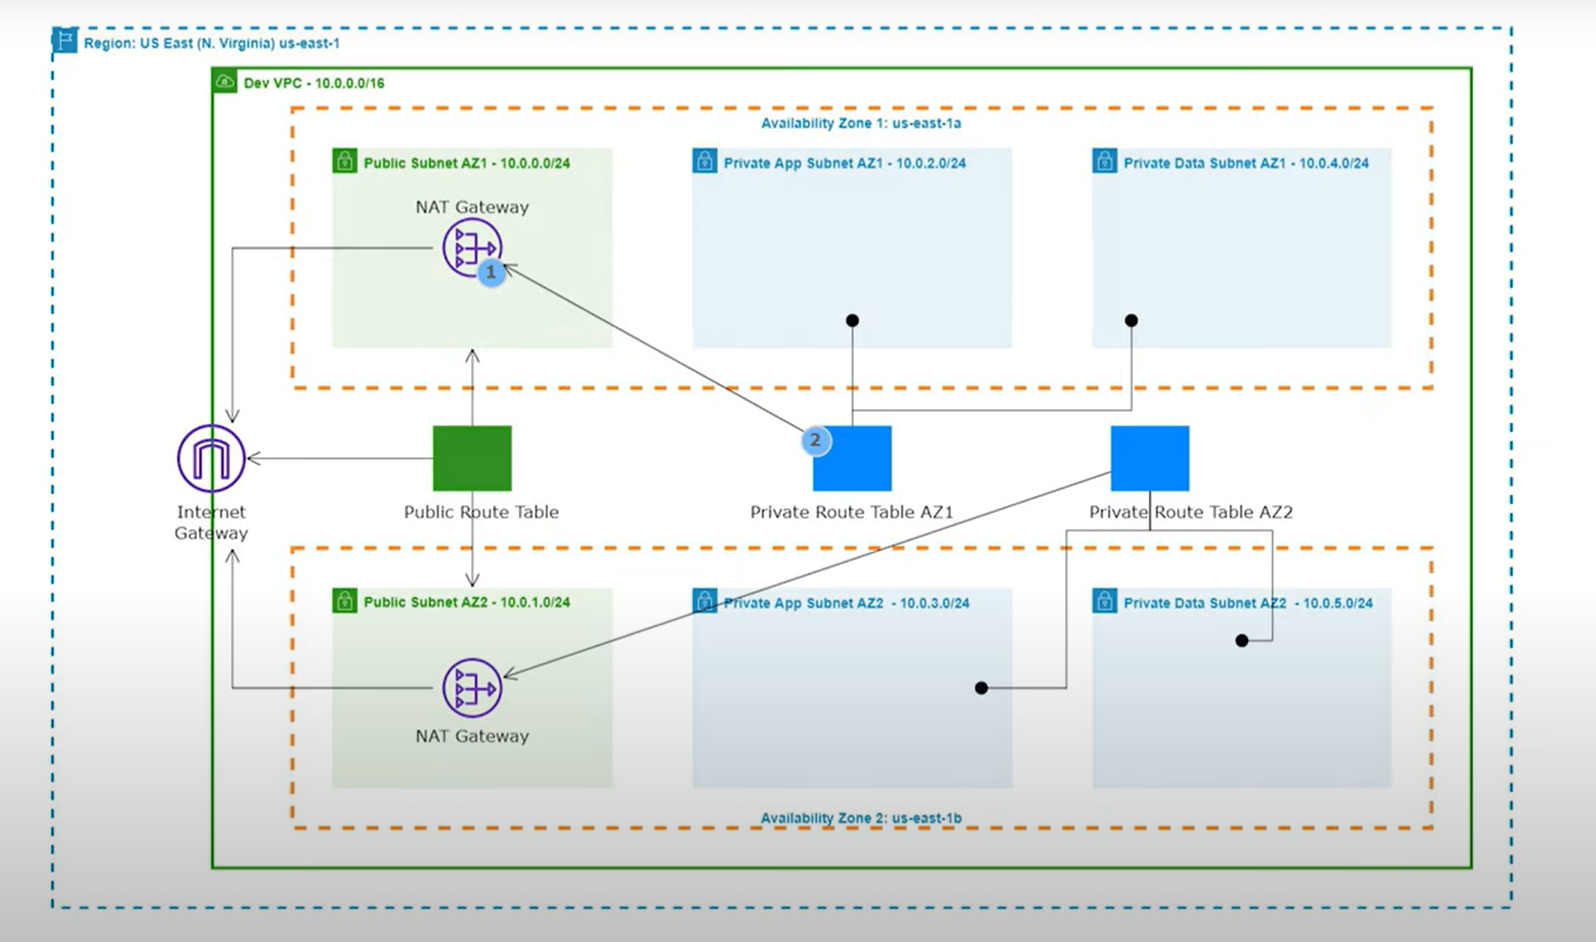 Region: US East (N. Virginia) us-east-1
Dev VPC - 10.0.0.0/16
Availability Zone 1: us-east-1a
Public Subnet AZ1 - 10.0.0.0/24
Private App Subnet AZ1 - 10.0.2.0/24
Private Data Subnet AZ1 - 10.0.4.0/24
NAT Gateway
1
2
Internet
Gateway
Public Route Table
Private Route Table AZ1
Private Route Table AZ2
Public Subnet AZ2 - 10.0.1.0/24
Private App Subnet AZ2 - 10.0.3.0/24
Private Data Subnet AZ2 - 10.0.5.0/24
NAT Gateway
Availability Zone 2: us-east-1b